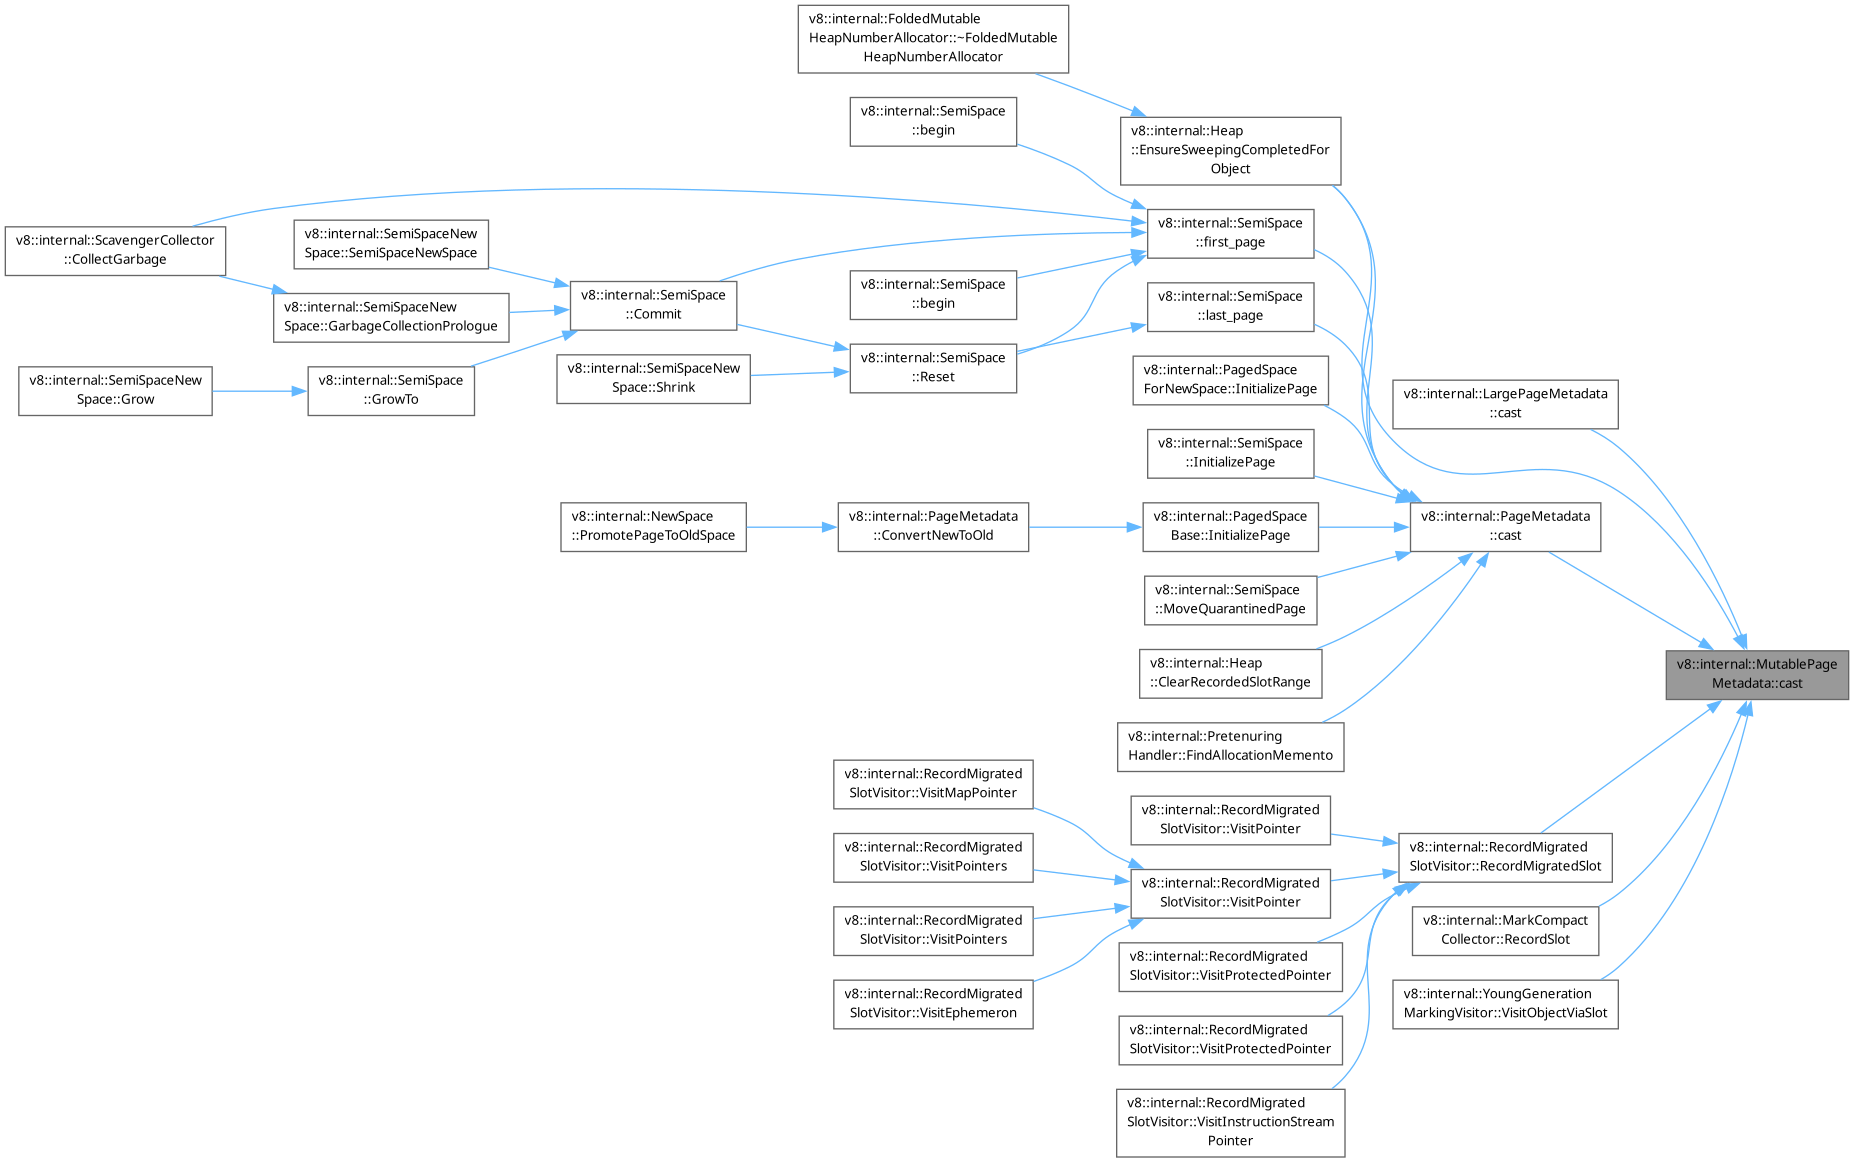 v8::internal::FoldedMutable
HeapNumberAllocator::~FoldedMutable
HeapNumberAllocator
v8::internal::SemiSpace
::begin
v8::internal::Heap
::EnsureSweepingCompletedFor
Object
v8::internal::ScavengerCollector
::CollectGarbage
v8::internal::SemiSpaceNew
Space::SemiSpaceNewSpace
v8::internal::SemiSpace
::first_page
v8::internal::SemiSpaceNew
Space::GarbageCollectionPrologue
v8::internal::SemiSpace
::Commit
v8::internal::SemiSpace
::begin
v8::internal::SemiSpace
::last_page
v8::internal::SemiSpaceNew
Space::Grow
v8::internal::SemiSpace
::GrowTo
v8::internal::SemiSpaceNew
Space::Shrink
v8::internal::SemiSpace
::Reset
v8::internal::PagedSpace
ForNewSpace::InitializePage
v8::internal::LargePageMetadata
::cast
v8::internal::SemiSpace
::InitializePage
v8::internal::NewSpace
::PromotePageToOldSpace
v8::internal::PageMetadata
::ConvertNewToOld
v8::internal::PagedSpace
Base::InitializePage
v8::internal::PageMetadata
::cast
v8::internal::SemiSpace
::MoveQuarantinedPage
v8::internal::Heap
::ClearRecordedSlotRange
v8::internal::MutablePage
Metadata::cast
v8::internal::Pretenuring
Handler::FindAllocationMemento
v8::internal::RecordMigrated
SlotVisitor::VisitMapPointer
v8::internal::RecordMigrated
SlotVisitor::VisitPointer
v8::internal::RecordMigrated
SlotVisitor::VisitPointers
v8::internal::RecordMigrated
SlotVisitor::RecordMigratedSlot
v8::internal::RecordMigrated
SlotVisitor::VisitPointer
v8::internal::RecordMigrated
SlotVisitor::VisitPointers
v8::internal::MarkCompact
Collector::RecordSlot
v8::internal::RecordMigrated
SlotVisitor::VisitProtectedPointer
v8::internal::RecordMigrated
SlotVisitor::VisitEphemeron
v8::internal::YoungGeneration
MarkingVisitor::VisitObjectViaSlot
v8::internal::RecordMigrated
SlotVisitor::VisitProtectedPointer
v8::internal::RecordMigrated
SlotVisitor::VisitInstructionStream
Pointer